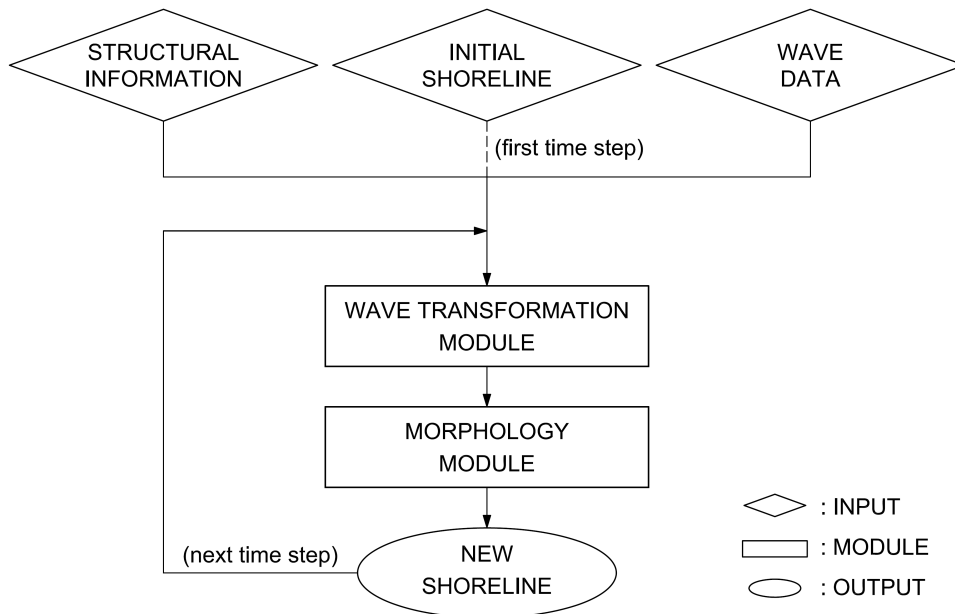 STRUCTURAL
INFORMATION
INITIAL
SHORELINE
WAVE
DATA
(first time step)
WAVE TRANSFORMATION
MODULE
MORPHOLOGY
MODULE
(next time step)
NEW
SHORELINE
: INPUT
: MODULE
: OUTPUT